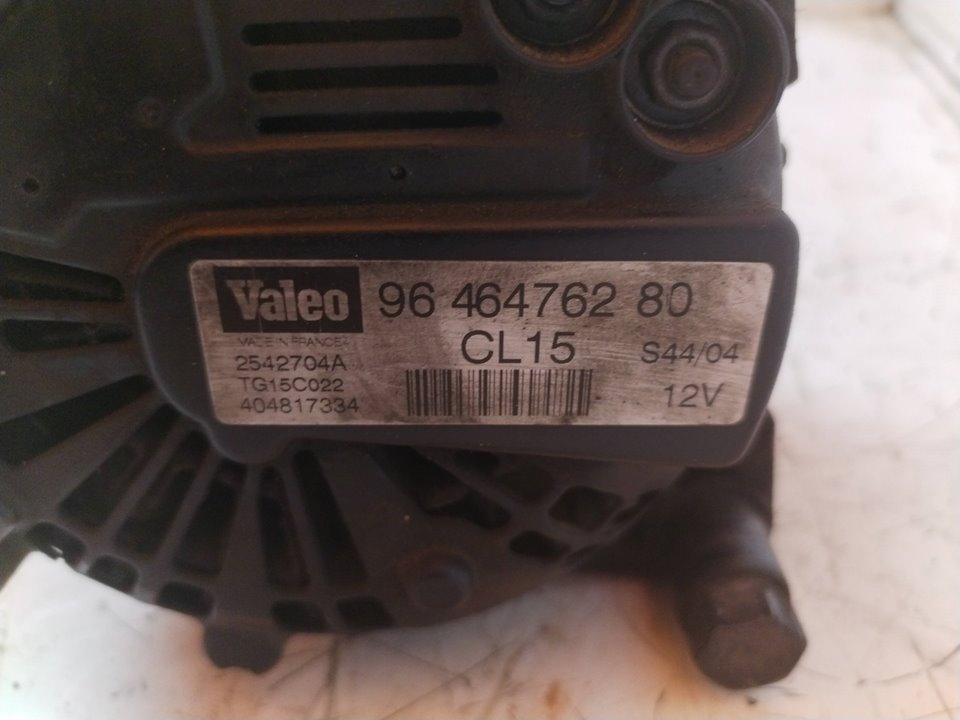 Valeo 96 464762 80
MADE IN FRANCE
CL15 S44/04
2542704A
TG15C022
404817334
12V